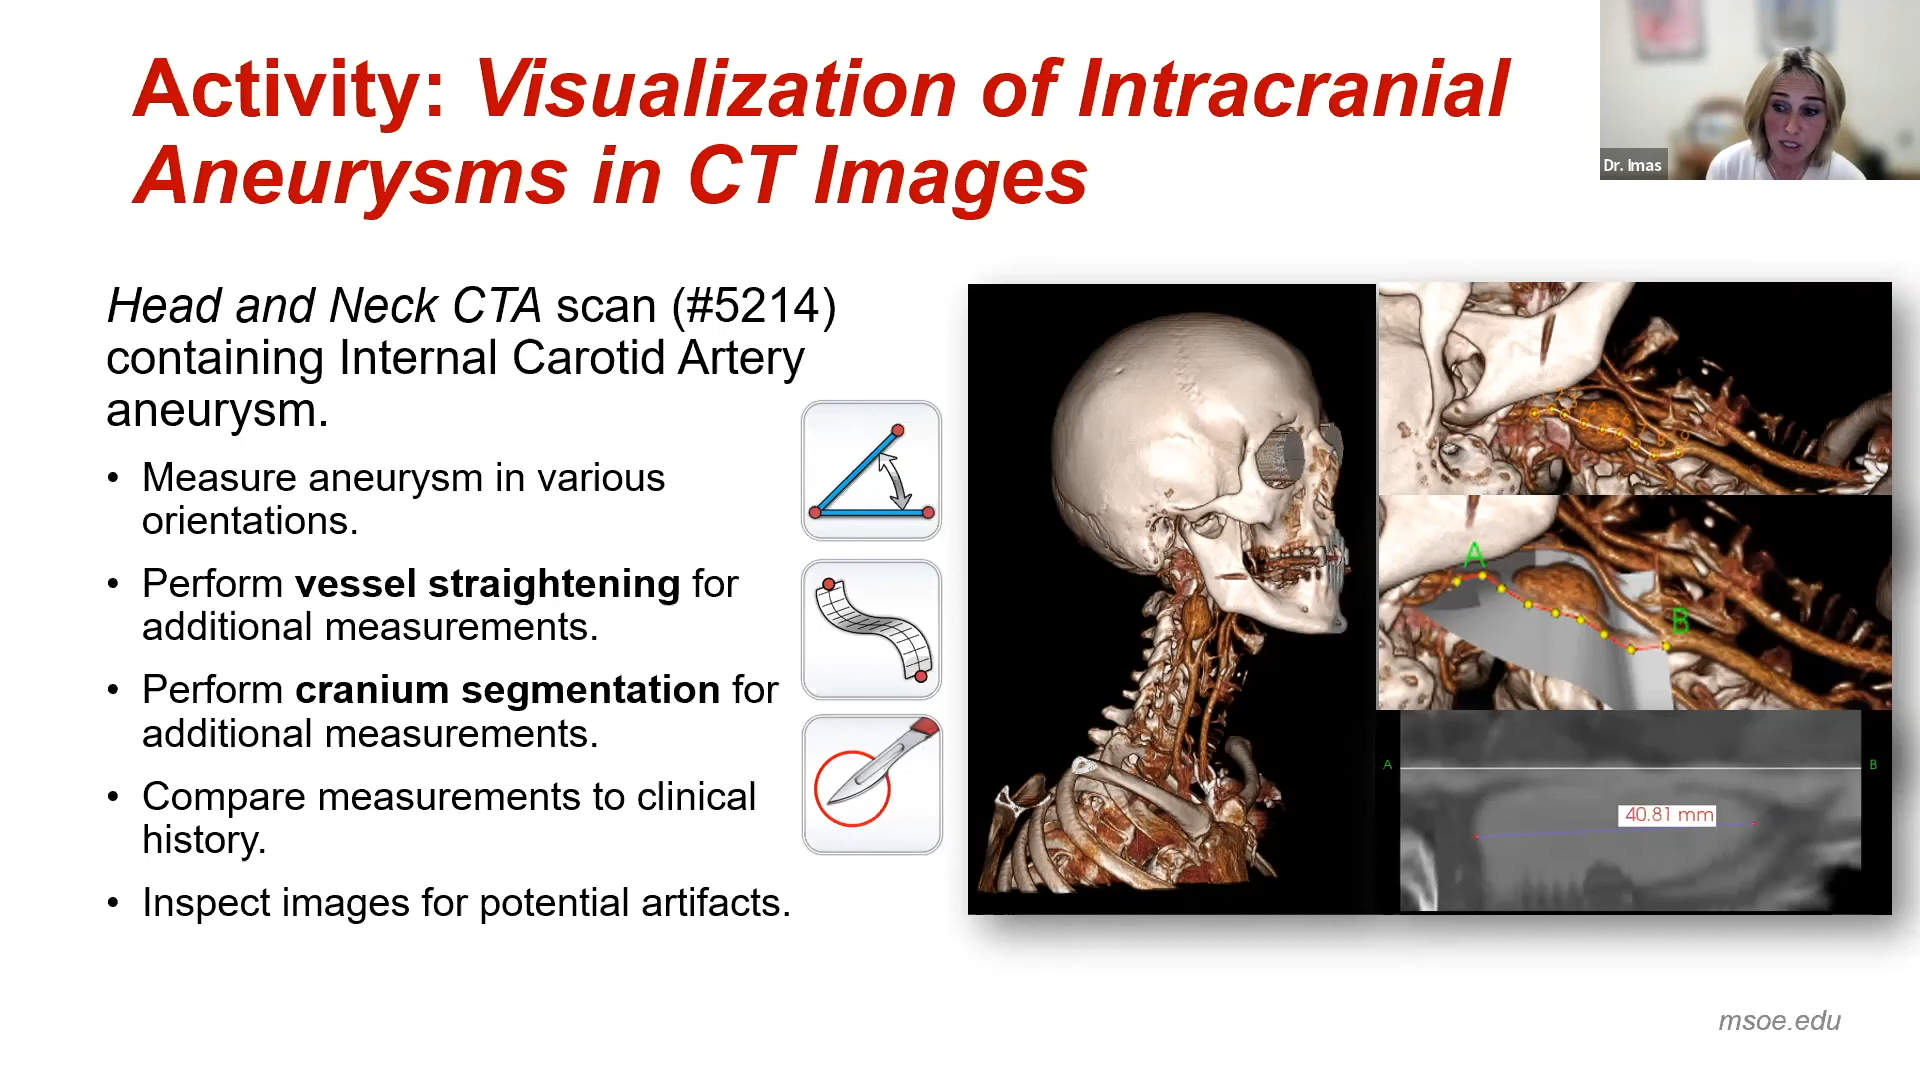 Activity: Visualization of Intracranial
Aneurysms in CT Images
Dr. Imas
Head and Neck CTA scan (#5214)
containing Internal Carotid Artery
aneurysm.
• Measure aneurysm in various
orientations.
• Perform vessel straightening for
additional measurements.
• Perform cranium segmentation for
additional measurements.
• Compare measurements to clinical
history.
• Inspect images for potential artifacts.
A
B
A
B
40.81 mm
msoe.edu